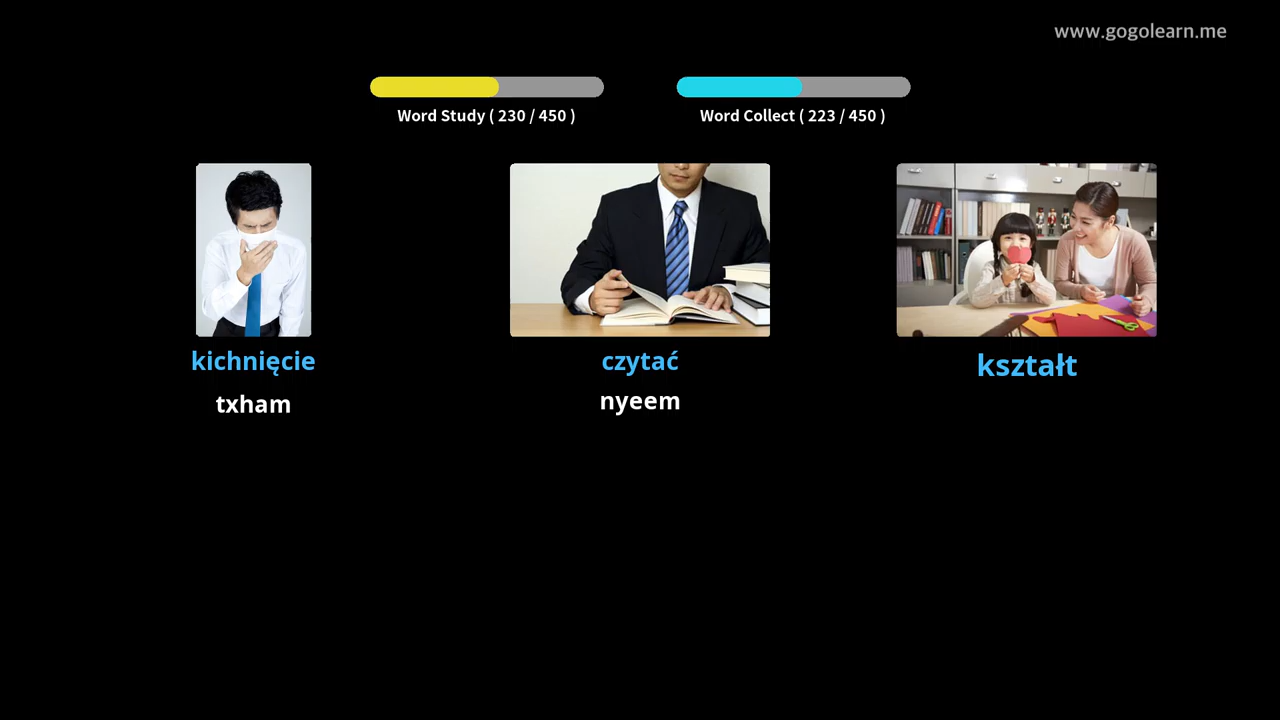 www.gogolearn.me
Word Study ( 230 / 450 )
Word Collect ( 223 / 450 )
kichnięcie
czytać
kształt
txham
nyeem